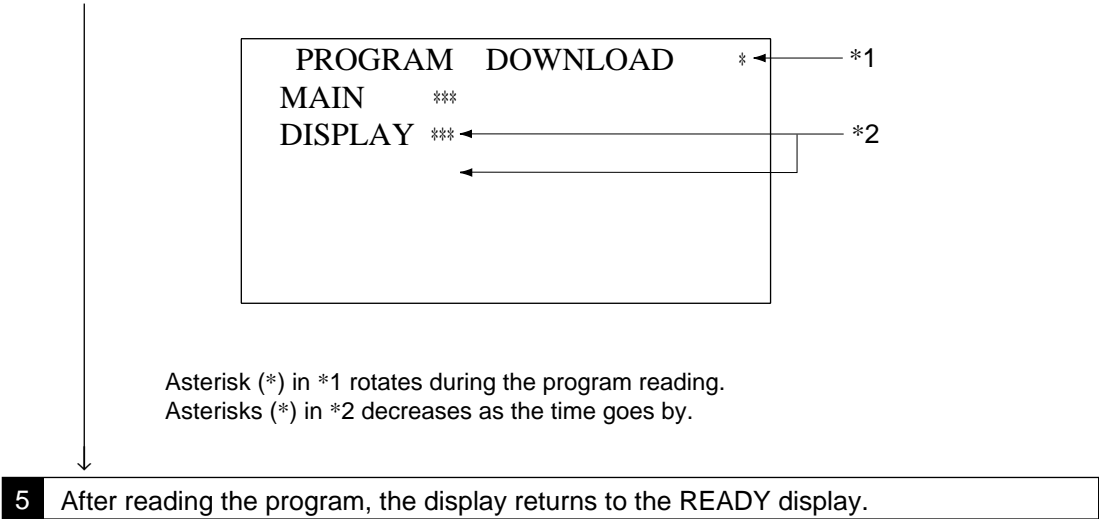 PROGRAM DOWNLOAD * *1
MAIN ***
DISPLAY *** *2
Asterisk (*) in *1 rotates during the program reading.
Asterisks (*) in *2 decreases as the time goes by.
5 After reading the program, the display returns to the READY display.